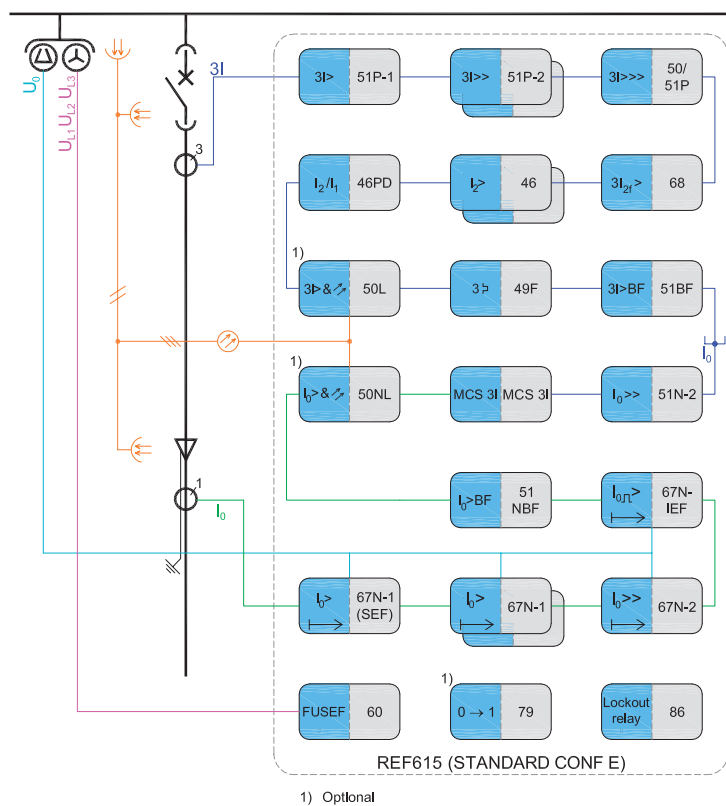 U0
UL1 UL2 UL3
3I
3
3I> 51P-1
3I>> 51P-2
3I>>> 50/51P
I2/I1 46PD
I2> 46
3I2f> 68
1)
3I>& 50L
3 49F
3I>BF 51BF
I0
1)
I0>& 50NL
MCS 3I MCS 3I
I0>> 51N-2
1
I0
I0>BF 51 NBF
I0 > 67N-IEF
I0> 67N-1 (SEF)
I0> 67N-1
I0>> 67N-2
FUSEF 60
1)
0 → 1 79
Lockout relay 86
REF615 (STANDARD CONF E)
1) Optional